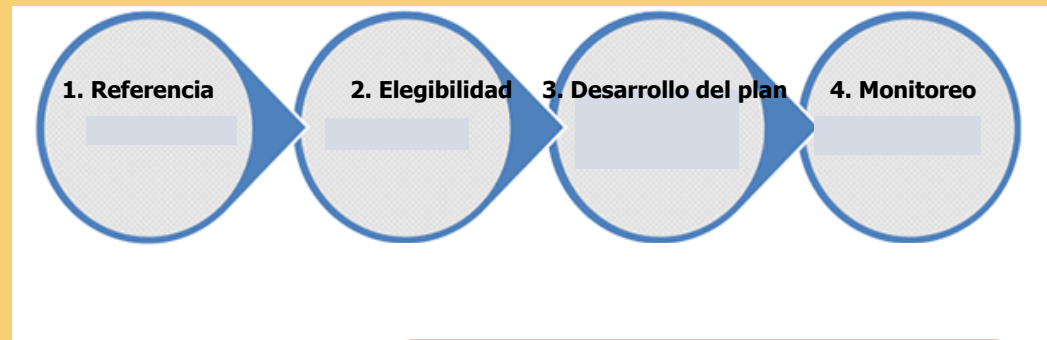 1. Referencia
2. Elegibilidad
3. Desarrollo del plan
4. Monitoreo